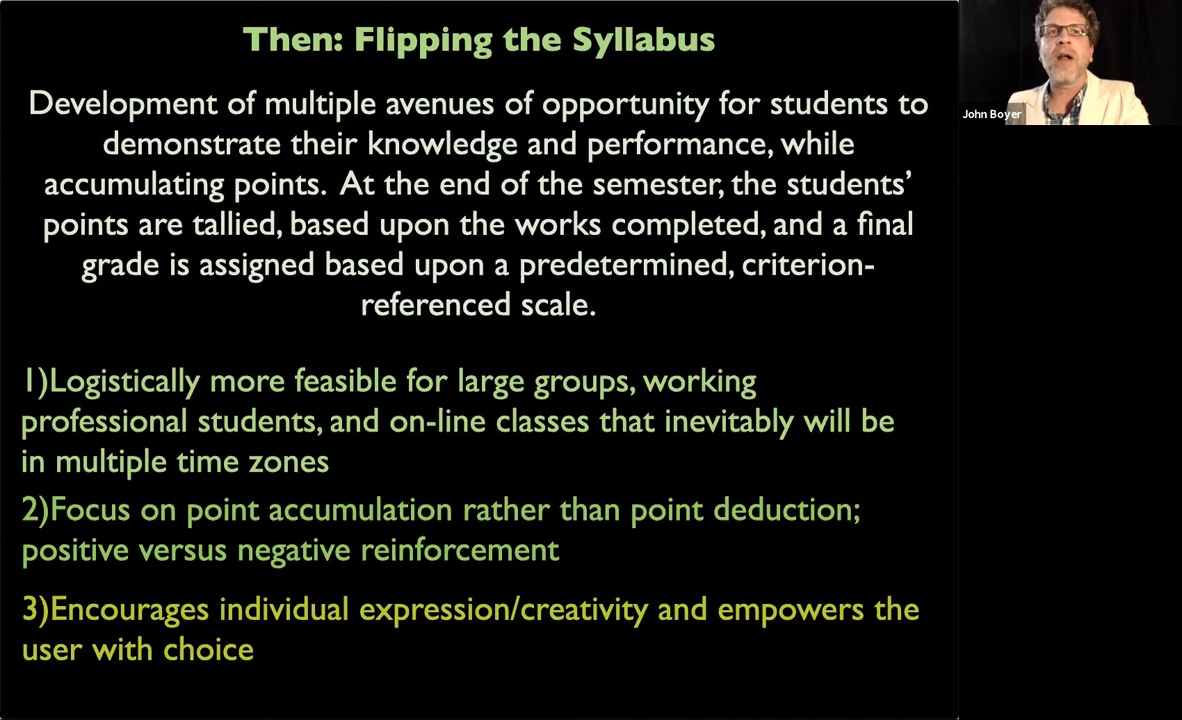 Then: Flipping the Syllabus
Development of multiple avenues of opportunity for students to
demonstrate their knowledge and performance, while
accumulating points.  At the end of the semester, the students’
points are tallied, based upon the works completed, and a final
grade is assigned based upon a predetermined, criterion-
referenced scale.
1)Logistically more feasible for large groups, working
professional students, and on-line classes that inevitably will be
in multiple time zones
2)Focus on point accumulation rather than point deduction;
positive versus negative reinforcement
3)Encourages individual expression/creativity and empowers the
user with choice
John Boyer